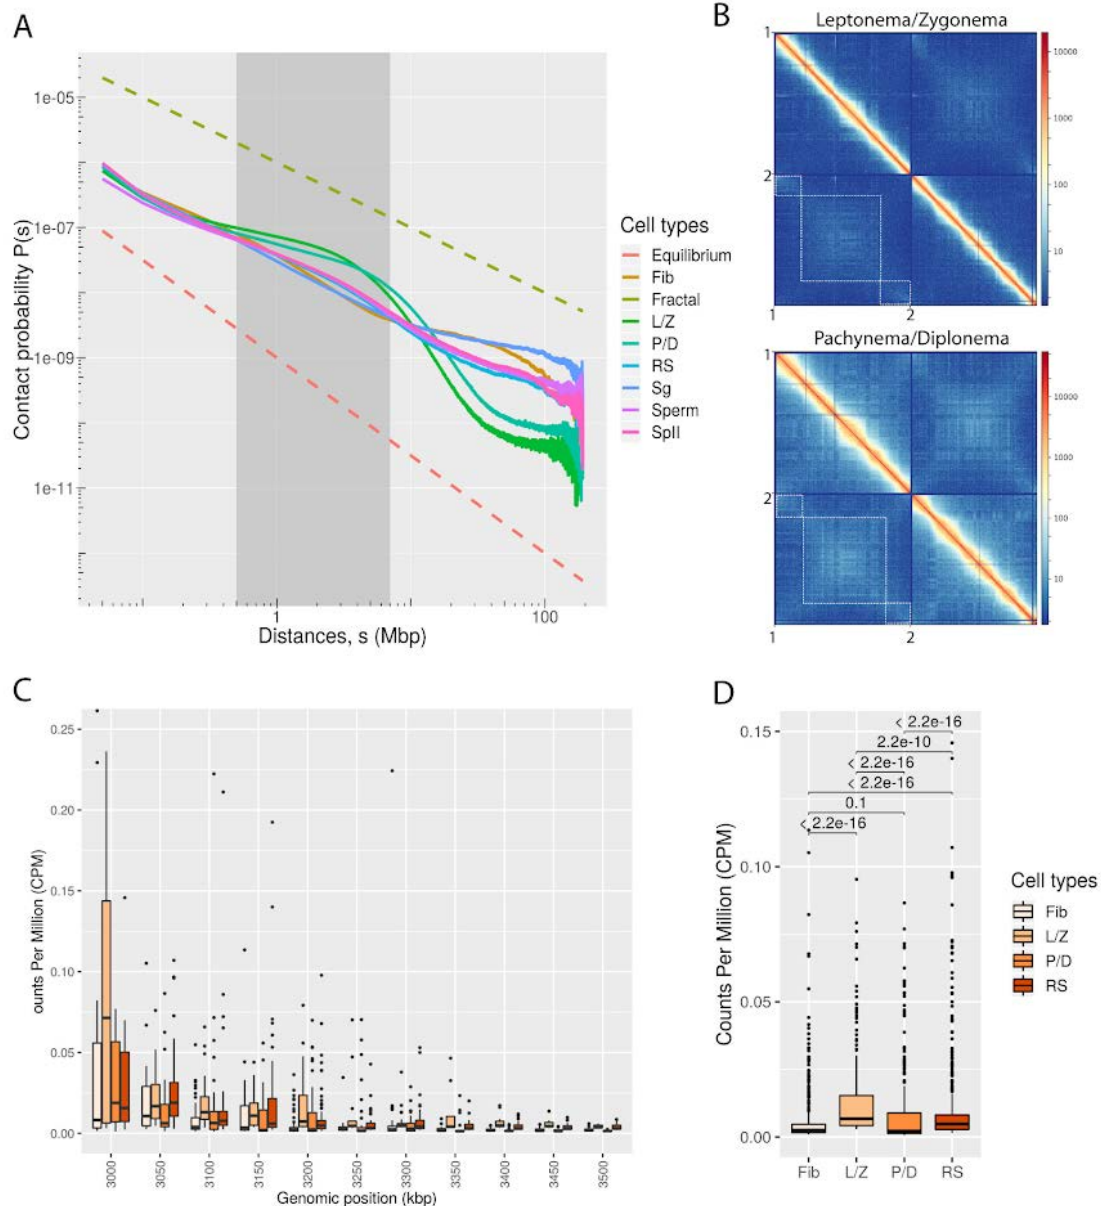 A
1e-05
1e-07
1e-09
1e-11
Contact probability P(s)
1
100
Distances, s (Mbp)
Cell types
Equilibrium
Fib
Fractal
L/Z
P/D
RS
Sg
Sperm
SpII
B
Leptonema/Zygonema
1
2
1
2
10000
1000
100
10
Pachynema/Diplonema
1
2
1
2
10000
1000
100
10
C
0.25
0.20
0.15
0.10
0.05
0.00
ounts Per Million (CPM)
3000
3050
3100
3150
3200
3250
3300
3350
3400
3450
3500
Genomic position (kbp)
D
0.15
0.10
0.05
0.00
Counts Per Million (CPM)
< 2.2e-16
2.2e-10
< 2.2e-16
< 2.2e-16
0.1
< 2.2e-16
Fib
L/Z
P/D
RS
Cell types
Fib
L/Z
P/D
RS